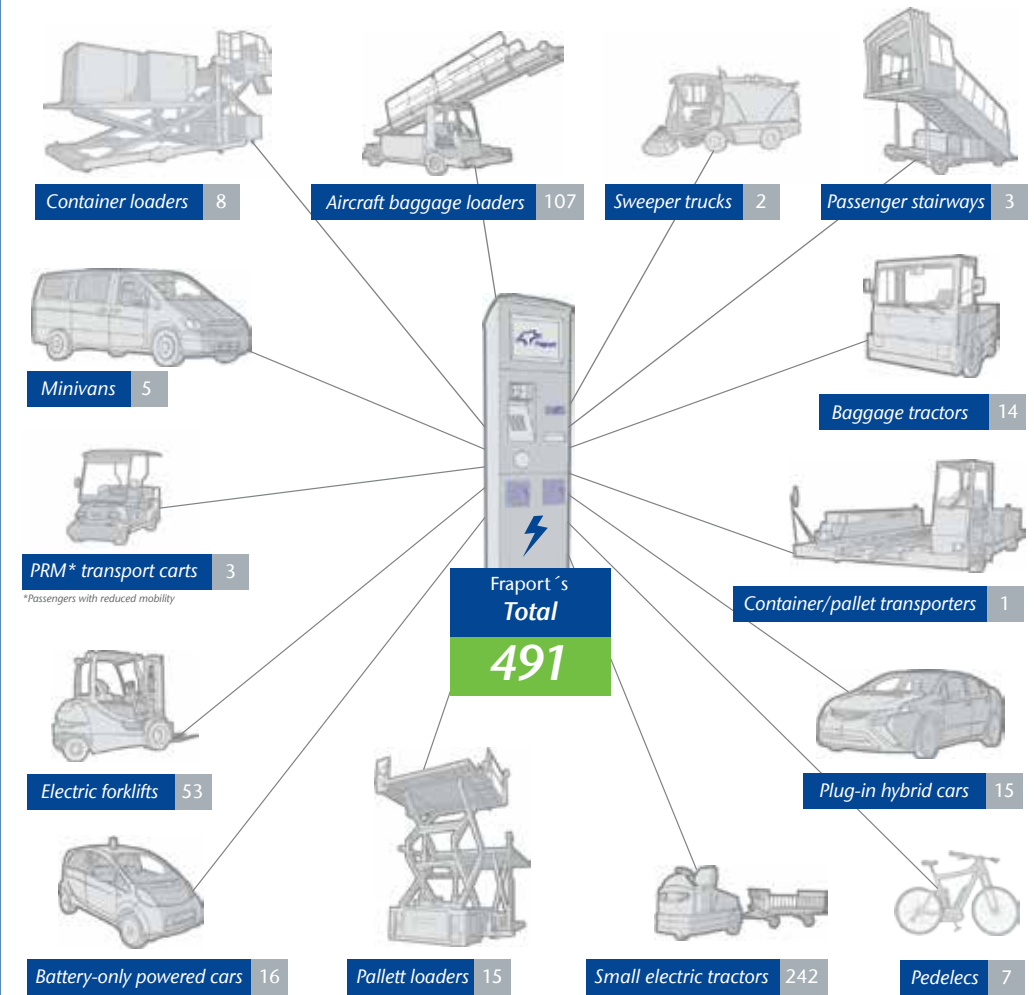 Container loaders 8
Aircraft baggage loaders 107
Sweeper trucks 2
Passenger stairways 3
Minivans 5
Fraport
Baggage tractors 14
PRM* transport carts 3
*Passengers with reduced mobility
Container/pallet transporters 1
Fraport´s
Total
491
Electric forklifts 53
Plug-in hybrid cars 15
Battery-only powered cars 16
Pallett loaders 15
Small electric tractors 242
Pedelecs 7